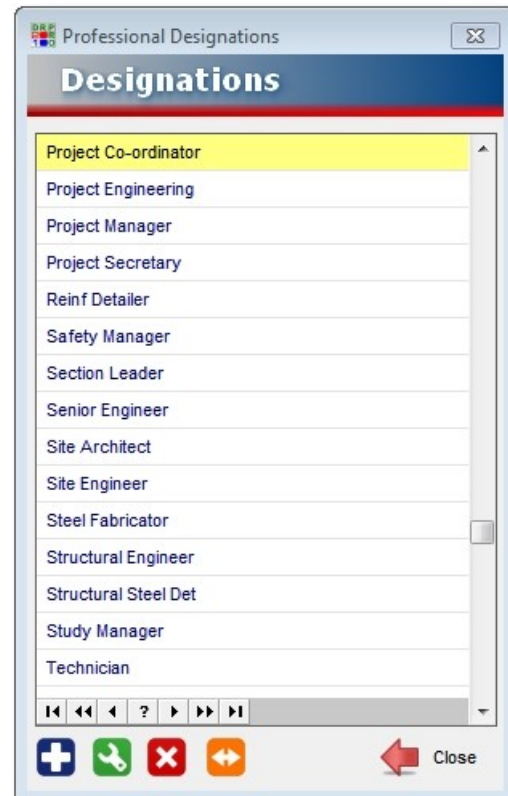 Professional Designations
Designations
Project Co-ordinator
Project Engineering
Project Manager
Project Secretary
Reinf Detailer
Safety Manager
Section Leader
Senior Engineer
Site Architect
Site Engineer
Steel Fabricator
Structural Engineer
Structural Steel Det
Study Manager
Technician
?
Close